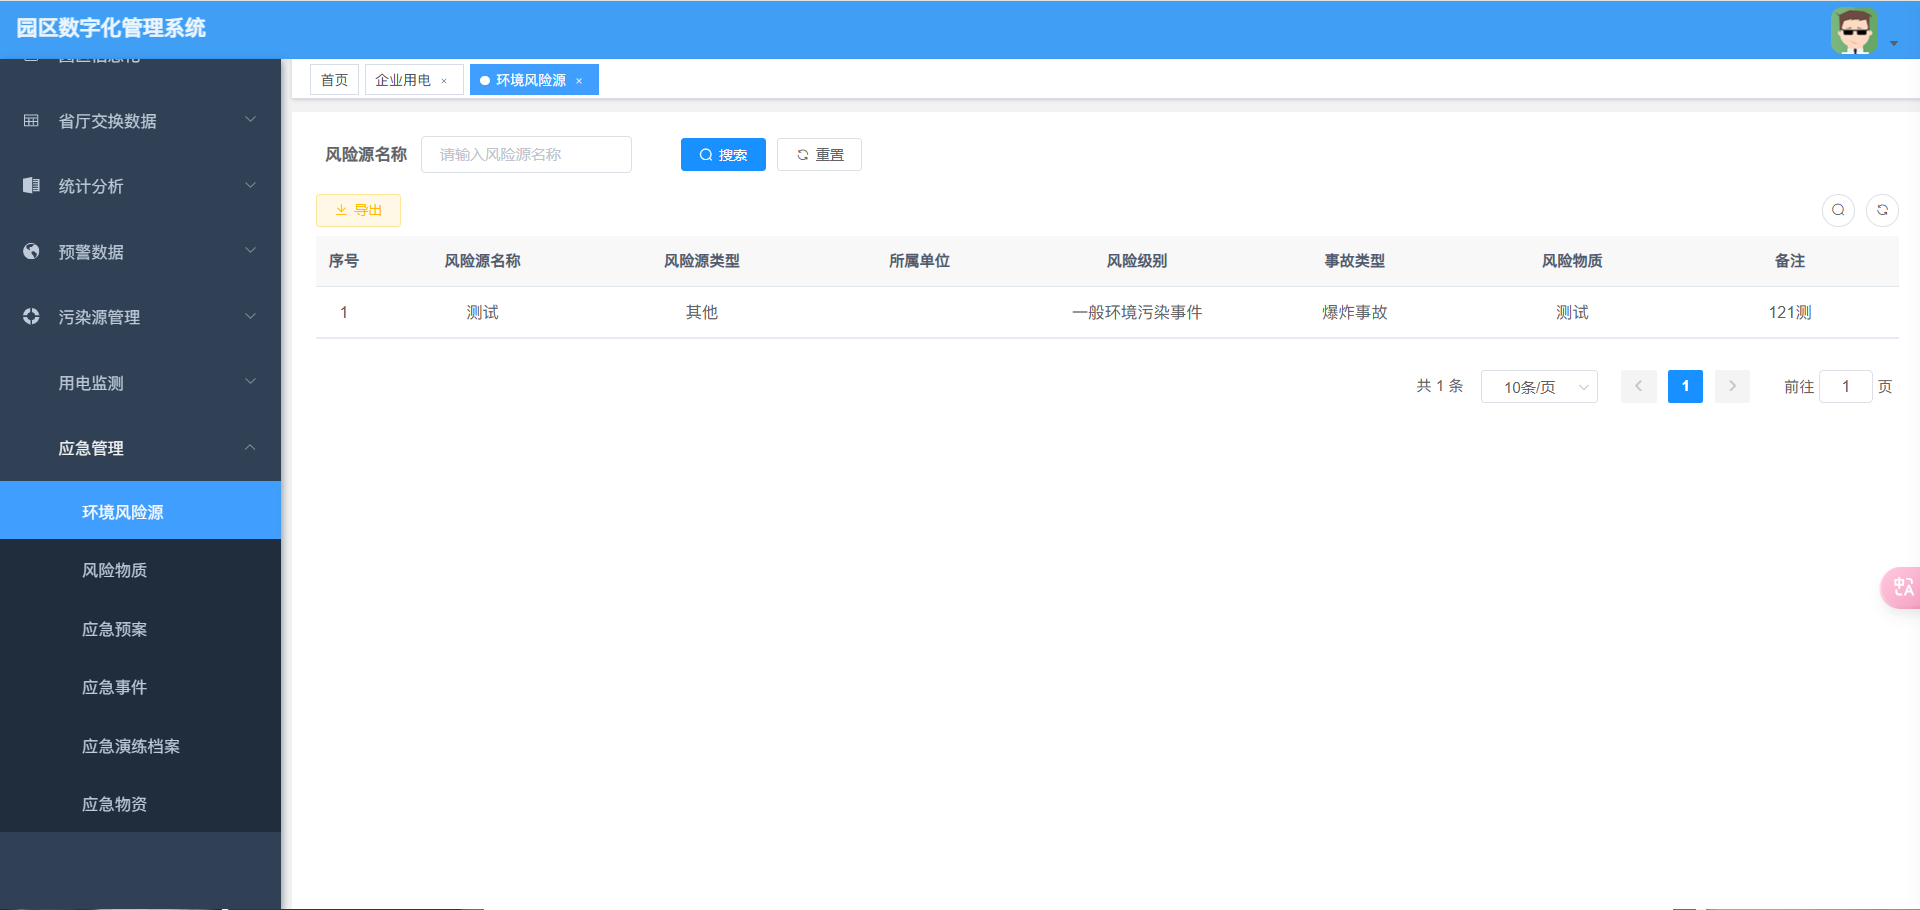 园区数字化管理系统
首页 企业用电 × 环境风险源 ×
省厅交换数据
统计分析
预警数据
污染源管理
用电监测
应急管理
环境风险源
风险物质
应急预案
应急事件
应急演练档案
应急物资
风险源名称 请输入风险源名称 搜索 重置
导出
序号 风险源名称 风险源类型 所属单位 风险级别 事故类型 风险物质 备注
1 测试 其他 一般环境污染事件 爆炸事故 测试 121测
共 1 条 10条/页 1 前往 1 页
中A